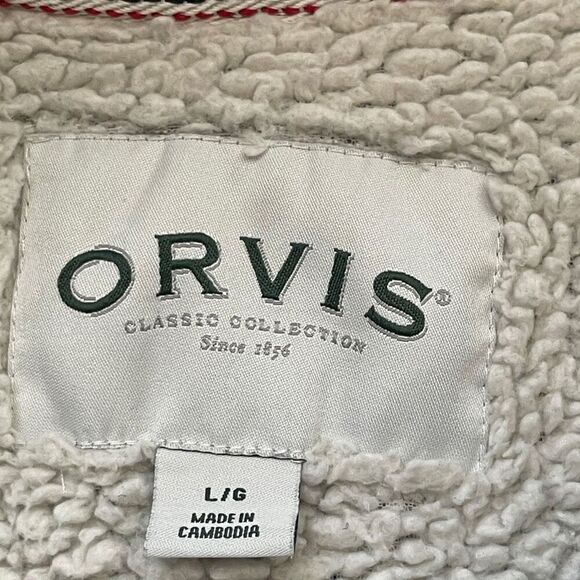 ORVIS®
CLASSIC COLLECTION
Since 1856
L/G
MADE IN
CAMBODIA